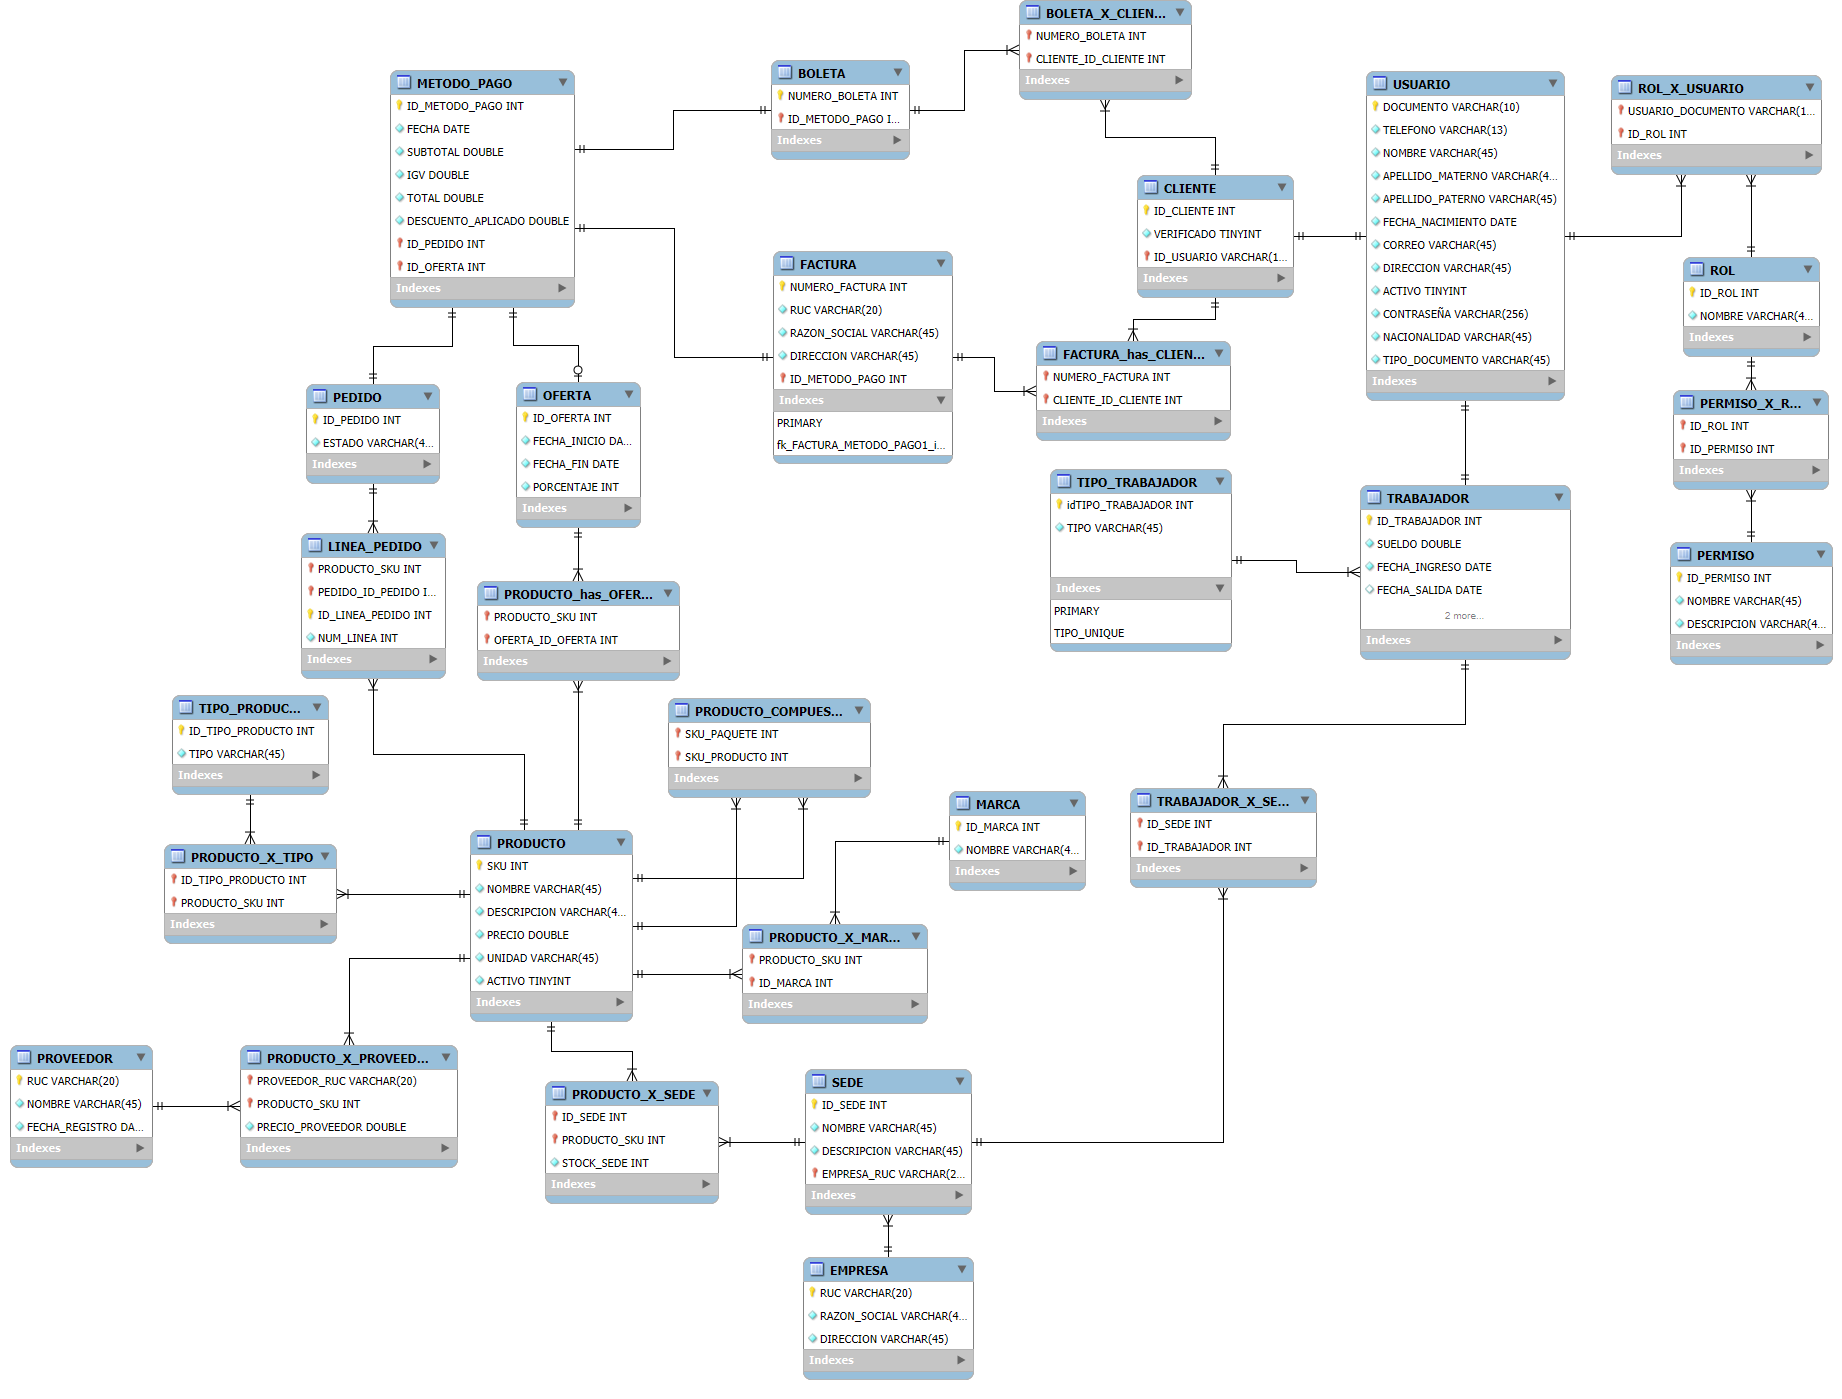 BOLETA_X_CLIEN...
NUMERO_BOLETA INT
CLIENTE_ID_CLIENTE INT
Indexes
METODO_PAGO
ID_METODO_PAGO INT
FECHA DATE
SUBTOTAL DOUBLE
IGV DOUBLE
TOTAL DOUBLE
DESCUENTO_APLICADO DOUBLE
ID_PEDIDO INT
ID_OFERTA INT
Indexes
BOLETA
NUMERO_BOLETA INT
ID_METODO_PAGO I...
Indexes
USUARIO
DOCUMENTO VARCHAR(10)
TELEFONO VARCHAR(13)
NOMBRE VARCHAR(45)
APELLIDO_MATERNO VARCHAR(4...
APELLIDO_PATERNO VARCHAR(45)
FECHA_NACIMIENTO DATE
CORREO VARCHAR(45)
DIRECCION VARCHAR(45)
ACTIVO TINYINT
CONTRASEÑA VARCHAR(256)
NACIONALIDAD VARCHAR(45)
TIPO_DOCUMENTO VARCHAR(45)
Indexes
ROL_X_USUARIO
USUARIO_DOCUMENTO VARCHAR(1...
ID_ROL INT
Indexes
CLIENTE
ID_CLIENTE INT
VERIFICADO TINYINT
ID_USUARIO VARCHAR(1...
Indexes
FACTURA
NUMERO_FACTURA INT
RUC VARCHAR(20)
RAZON_SOCIAL VARCHAR(45)
DIRECCION VARCHAR(45)
ID_METODO_PAGO INT
Indexes
PRIMARY
fk_FACTURA_METODO_PAGO1_i...
ROL
ID_ROL INT
NOMBRE VARCHAR(4...
Indexes
FACTURA_has_CLIEN...
NUMERO_FACTURA INT
CLIENTE_ID_CLIENTE INT
Indexes
PEDIDO
ID_PEDIDO INT
ESTADO VARCHAR(4...
Indexes
OFERTA
ID_OFERTA INT
FECHA_INICIO DA...
FECHA_FIN DATE
PORCENTAJE INT
Indexes
PERMISO_X_R...
ID_ROL INT
ID_PERMISO INT
Indexes
TIPO_TRABAJADOR
idTIPO_TRABAJADOR INT
TIPO VARCHAR(45)
Indexes
PRIMARY
TIPO_UNIQUE
TRABAJADOR
ID_TRABAJADOR INT
SUELDO DOUBLE
FECHA_INGRESO DATE
FECHA_SALIDA DATE
2 more...
Indexes
LINEA_PEDIDO
PRODUCTO_SKU INT
PEDIDO_ID_PEDIDO I...
ID_LINEA_PEDIDO INT
NUM_LINEA INT
Indexes
PERMISO
ID_PERMISO INT
NOMBRE VARCHAR(45)
DESCRIPCION VARCHAR(4...
Indexes
PRODUCTO_has_OFER...
PRODUCTO_SKU INT
OFERTA_ID_OFERTA INT
Indexes
TIPO_PRODUC...
ID_TIPO_PRODUCTO INT
TIPO VARCHAR(45)
Indexes
PRODUCTO_COMPUES...
SKU_PAQUETE INT
SKU_PRODUCTO INT
Indexes
MARCA
ID_MARCA INT
NOMBRE VARCHAR(4...
Indexes
TRABAJADOR_X_SE...
ID_SEDE INT
ID_TRABAJADOR INT
Indexes
PRODUCTO
SKU INT
NOMBRE VARCHAR(45)
DESCRIPCION VARCHAR(4...
PRECIO DOUBLE
UNIDAD VARCHAR(45)
ACTIVO TINYINT
Indexes
PRODUCTO_X_TIPO
ID_TIPO_PRODUCTO INT
PRODUCTO_SKU INT
Indexes
PRODUCTO_X_MAR...
PRODUCTO_SKU INT
ID_MARCA INT
Indexes
PROVEEDOR
RUC VARCHAR(20)
NOMBRE VARCHAR(45)
FECHA_REGISTRO DA...
Indexes
PRODUCTO_X_PROVEED...
PROVEEDOR_RUC VARCHAR(20)
PRODUCTO_SKU INT
PRECIO_PROVEEDOR DOUBLE
Indexes
PRODUCTO_X_SEDE
ID_SEDE INT
PRODUCTO_SKU INT
STOCK_SEDE INT
Indexes
SEDE
ID_SEDE INT
NOMBRE VARCHAR(45)
DESCRIPCION VARCHAR(45)
EMPRESA_RUC VARCHAR(2...
Indexes
EMPRESA
RUC VARCHAR(20)
RAZON_SOCIAL VARCHAR(4...
DIRECCION VARCHAR(45)
Indexes